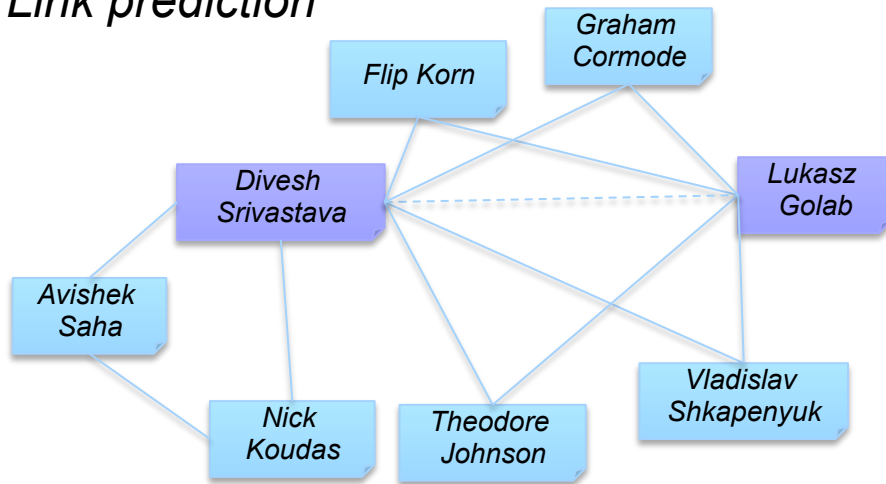 Link prediction
Graham
Cormode
Flip Korn
Divesh
Srivastava
Lukasz
Golab
Avishek
Saha
Nick
Koudas
Theodore
Johnson
Vladislav
Shkapenyuk